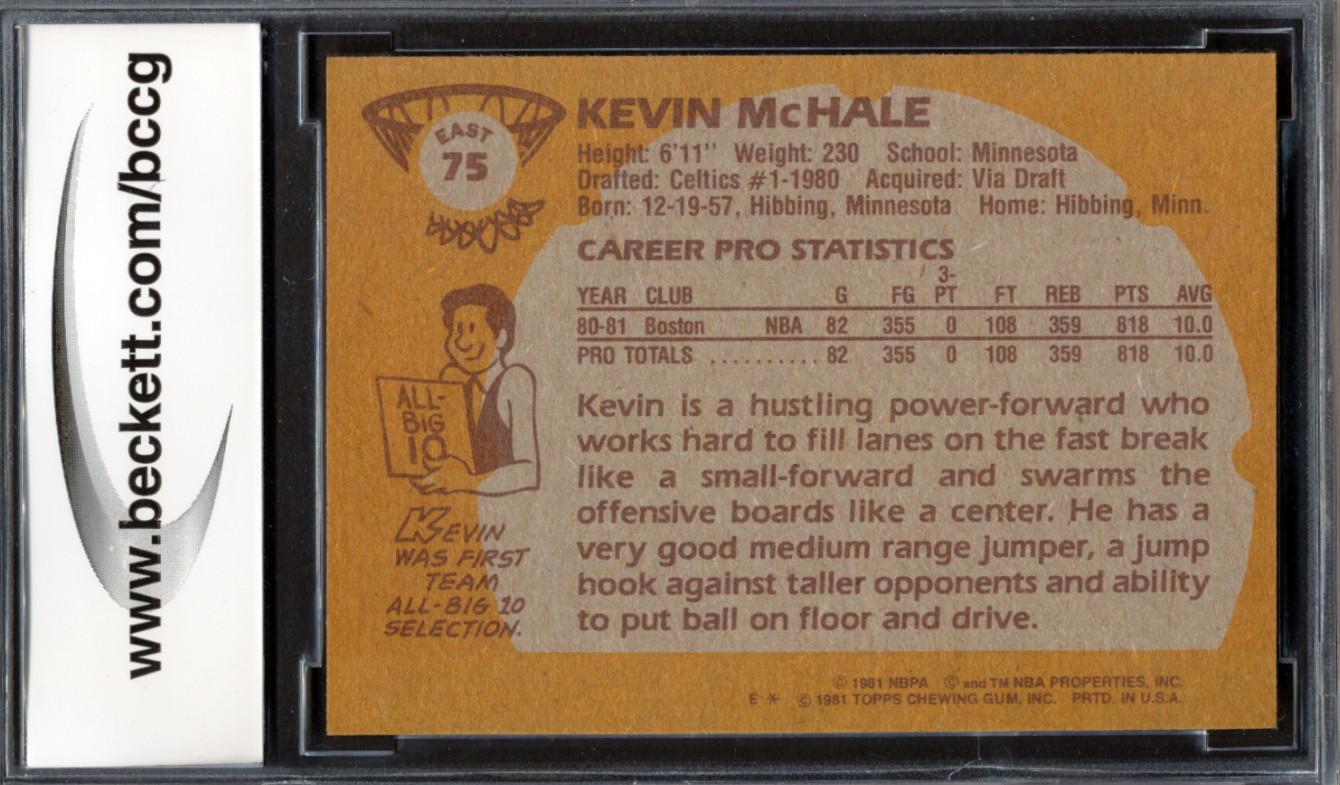 www.beckett.com/bccg
EAST
75
KEVIN McHALE
Height: 6'11" Weight: 230 School: Minnesota
Drafted: Celtics #1-1980 Acquired: Via Draft
Born: 12-19-57, Hibbing, Minnesota Home: Hibbing, Minn.
CAREER PRO STATISTICS
YEAR CLUB G FG 3-PT FT REB PTS AVG
80-81 Boston NBA 82 355 0 108 359 818 10.0
PRO TOTALS .......... 82 355 0 108 359 818 10.0
ALL-
BIG
10
KEVIN
WAS FIRST
TEAM
ALL-BIG 10
SELECTION.
Kevin is a hustling power-forward who
works hard to fill lanes on the fast break
like a small-forward and swarms the
offensive boards like a center. He has a
very good medium range jumper, a jump
hook against taller opponents and ability
to put ball on floor and drive.
© 1981 NBPA © and TM NBA PROPERTIES, INC.
E * © 1981 TOPPS CHEWING GUM, INC. PRTD. IN U.S.A.